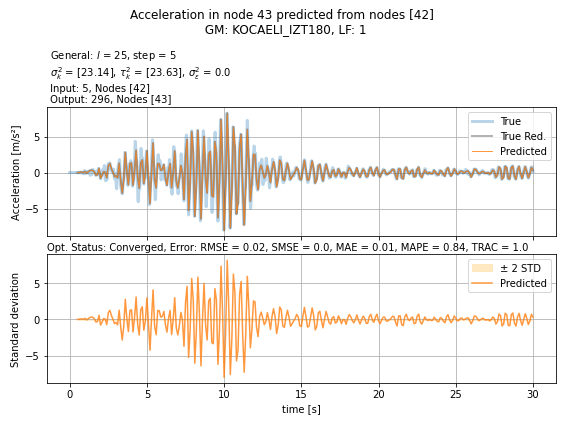 Acceleration in node 43 predicted from nodes [42]
GM: KOCAELI_IZT180, LF: 1
General: l = 25, step = 5
σ²ₖ = [23.14], τ²ₖ = [23.63], σ²ₑ = 0.0
Input: 5, Nodes [42]
Output: 296, Nodes [43]
True
True Red.
Predicted
Acceleration [m/s²]
5
0
−5
Opt. Status: Converged, Error: RMSE = 0.02, SMSE = 0.0, MAE = 0.01, MAPE = 0.84, TRAC = 1.0
± 2 STD
Predicted
Standard deviation
5
0
−5
0 5 10 15 20 25 30
time [s]